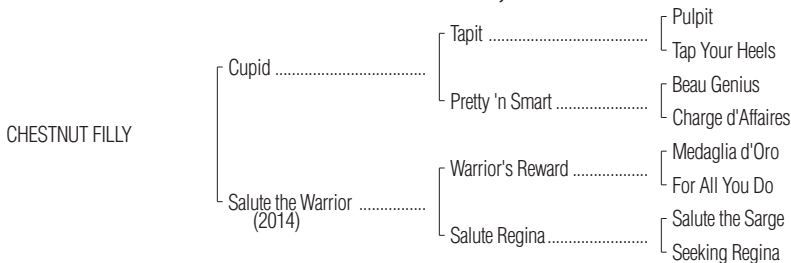 Pulpit
Tapit ......................................
Tap Your Heels
Cupid ...................................
Beau Genius
Pretty 'n Smart ......................
Charge d'Affaires
CHESTNUT FILLY
Medaglia d'Oro
Warrior's Reward ..................
For All You Do
Salute the Warrior ................
(2014)
Salute the Sarge
Salute Regina ........................
Seeking Regina